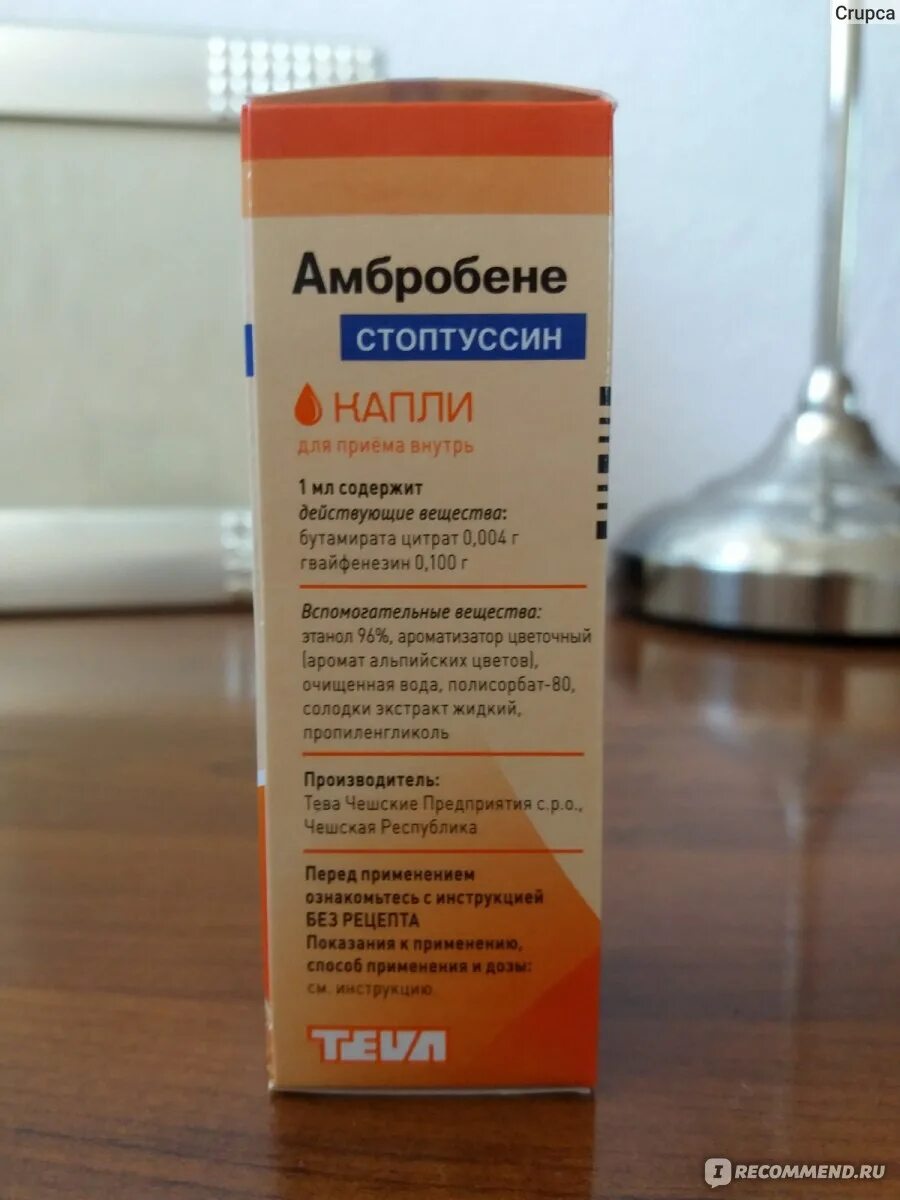 Crupca
Амбробене
СТОПТУССИН
КАПЛИ
для приёма внутрь
1 мл содержит
действующие вещества:
бутамирата цитрат 0,004 г
гвайфенезин 0,100 г
Вспомогательные вещества:
этанол 96%, ароматизатор цветочный
(аромат альпийских цветов),
очищенная вода, полисорбат-80,
солодки экстракт жидкий,
пропиленгликоль
Производитель:
Тева Чешские Предприятия с.р.о.,
Чешская Республика
Перед применением
ознакомьтесь с инструкцией
БЕЗ РЕЦЕПТА
Показания к применению,
способ применения и дозы:
см. инструкцию
TEVA
IRECOMMEND.RU